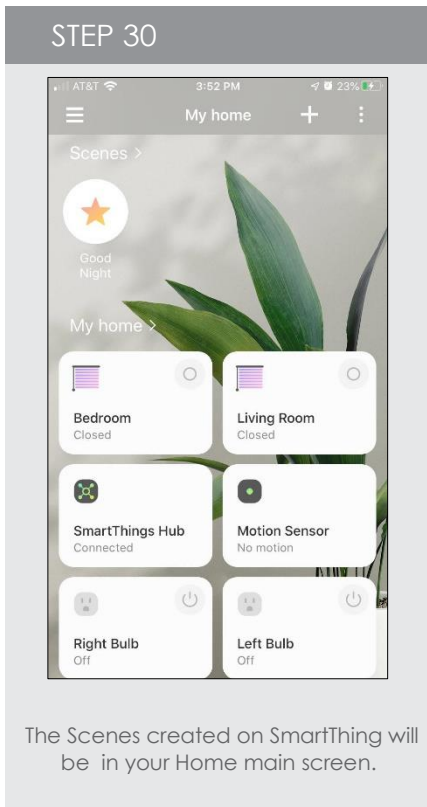 STEP 30
AT&T 3:52 PM 23%
My home
Scenes >
Good
Night
My home >
Bedroom
Closed
Living Room
Closed
SmartThings Hub
Connected
Motion Sensor
No motion
Right Bulb
Off
Left Bulb
Off
The Scenes created on SmartThing will
be in your Home main screen.